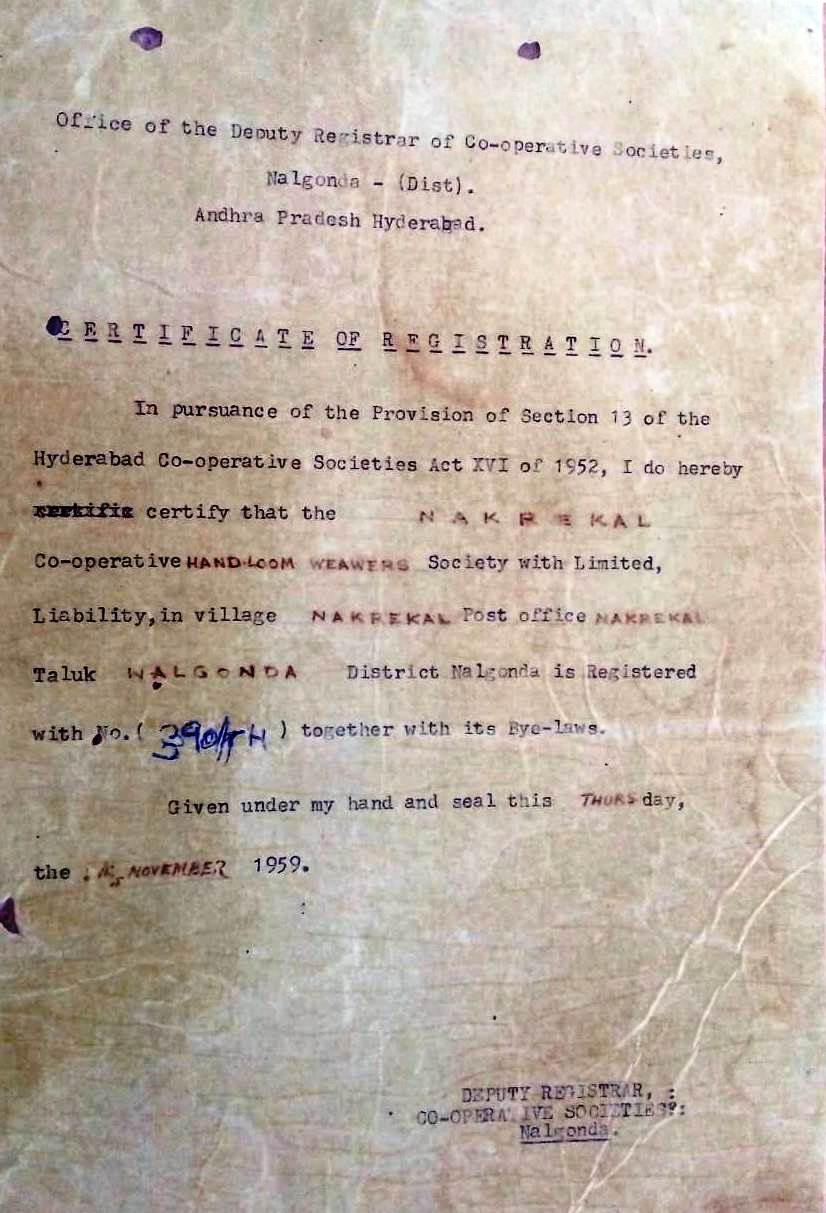 Office of the Deputy Registrar of Co-operative Societies,
Nalgonda - (Dist).
Andhra Pradesh Hyderabad.
CERTIFICATE OF REGISTRATION.
In pursuance of the Provision of Section 13 of the
Hyderabad Co-operative Societies Act XVI of 1952, I do hereby
certify that the NAKREKAL
Co-operative HAND-LOOM WEAWERS Society with Limited,
Liability, in village NAKREKAL Post office NAKREKAL
Taluk NALGONDA District Nalgonda is Registered
with No. ( ) together with its Bye-laws.
Given under my hand and seal this THURSday,
the NOVEMBER 1959.
DEPUTY REGISTRAR, :
CO-OPERATIVE SOCIETIES:
Nalgonda.